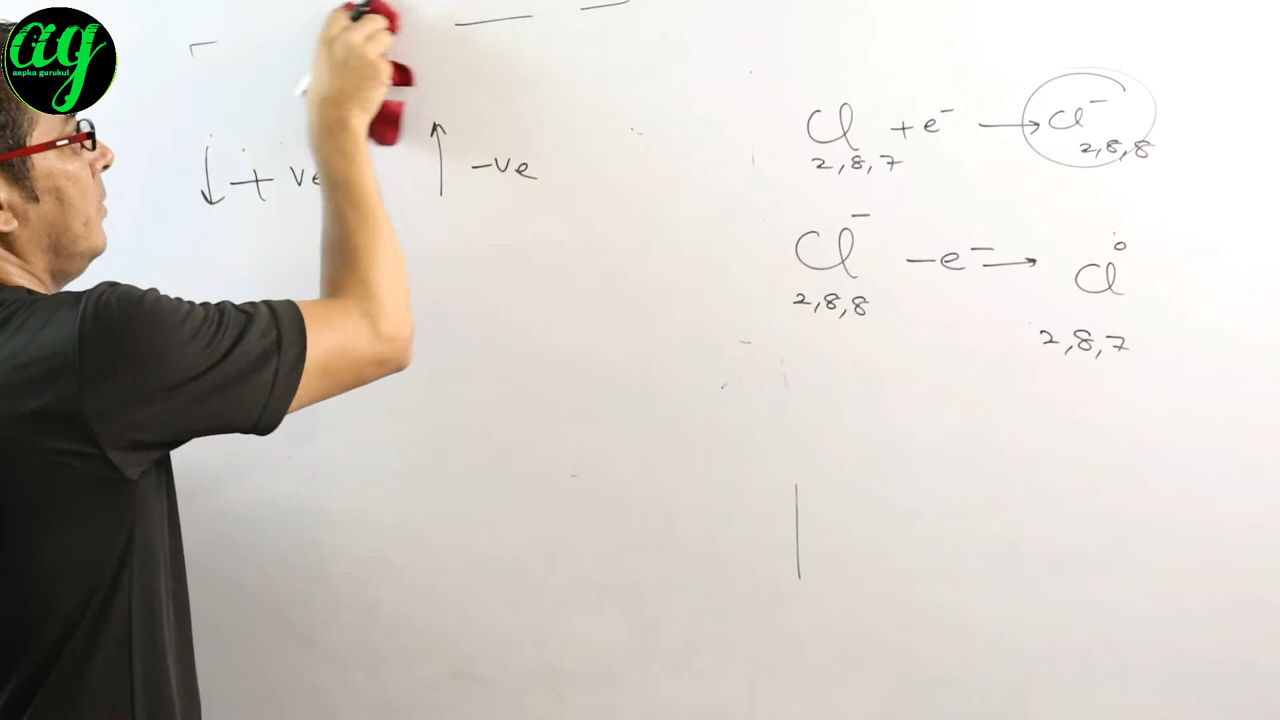 ag
aapka gurukul
↓ + ve
↑ -ve
Cl + e⁻ → Cl⁻
2,8,7 2,8,8
Cl⁻ -e⁻ → Cl°
2,8,8 2,8,7